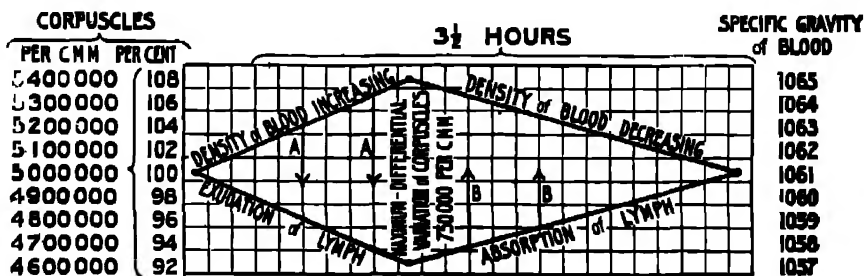 CORPUSCLES
PER CMM PER CENT
3½ HOURS
SPECIFIC GRAVITY
of BLOOD
5400000 108 1065
5300000 106 1064
5200000 104 1063
5100000 102 1062
5000000 100 1061
4900000 98 1060
4800000 96 1059
4700000 94 1058
4600000 92 1057
DENSITY of BLOOD INCREASING
DENSITY of BLOOD DECREASING
EXUDATION of LYMPH
ABSORPTION of LYMPH
MAXIMUM-DIFFERENTIAL
VARIATION of CORPUSCLES
750000 PER CMM
A
A
B
B